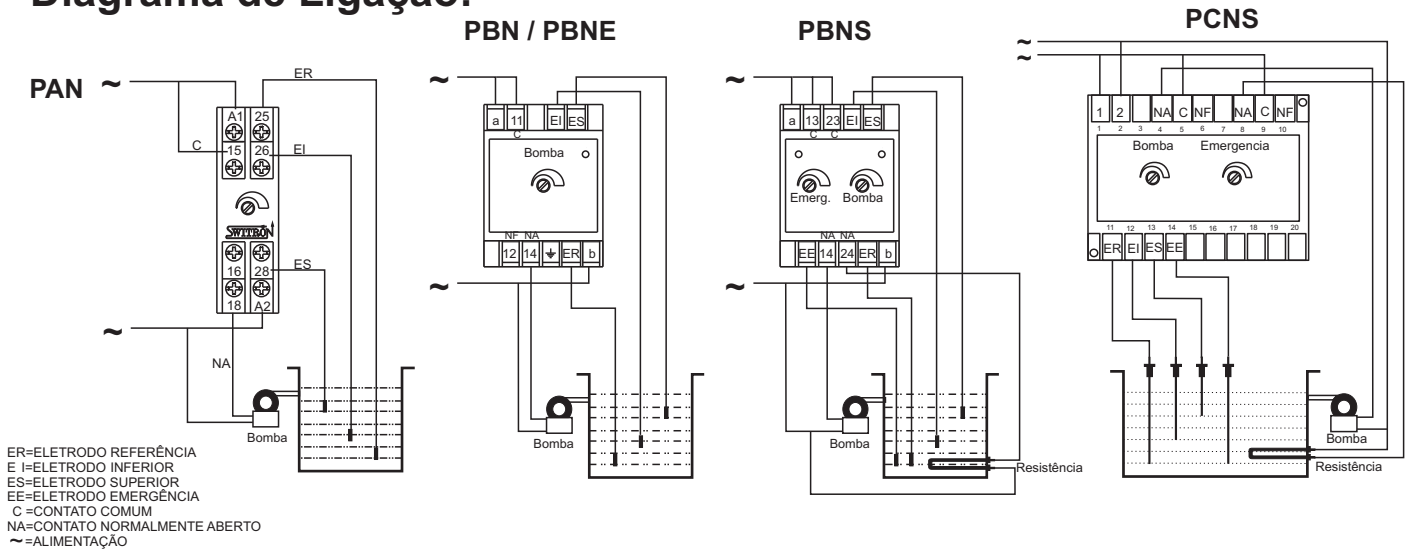 Diagrama de Ligação:
PAN
~
~
ER
A1 25
C 15 26 EI
SWITRON
16 28 ES
18 A2
NA
Bomba
ER=ELETRODO REFERÊNCIA
E I=ELETRODO INFERIOR
ES=ELETRODO SUPERIOR
EE=ELETRODO EMERGÊNCIA
C =CONTATO COMUM
NA=CONTATO NORMALMENTE ABERTO
~=ALIMENTAÇÃO
PBN / PBNE
~
a 11 EI ES
C
Bomba
NF NA
12 14 ER b
~
Bomba
PBNS
~
a 13 23 EI ES
C C
Emerg. Bomba
NA NA
EE 14 24 ER b
~
Bomba
Resistência
PCNS
~
~
1 2 NA C NF NA C NF
1 2 3 4 5 6 7 8 9 10
Bomba Emergencia
11 12 13 14 15 16 17 18 19 20
ER EI ES EE
Bomba
Resistência